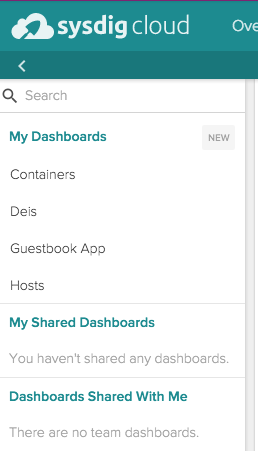 sysdig cloud
Ove
Search
My Dashboards
NEW
Containers
Deis
Guestbook App
Hosts
My Shared Dashboards
You haven't shared any dashboards.
Dashboards Shared With Me
There are no team dashboards.